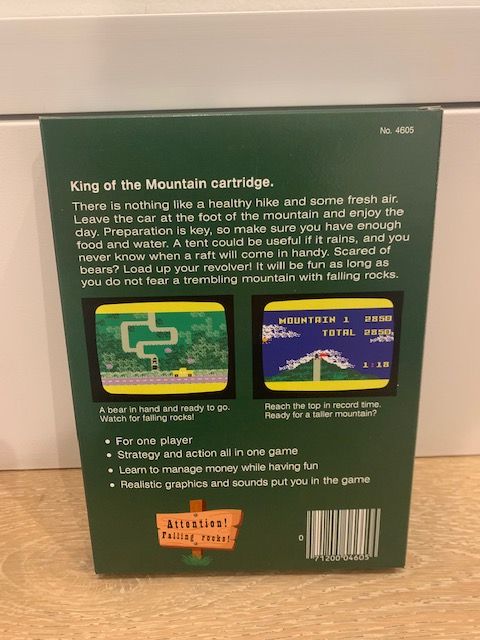 No. 4605
King of the Mountain cartridge.
There is nothing like a healthy hike and some fresh air.
Leave the car at the foot of the mountain and enjoy the
day. Preparation is key, so make sure you have enough
food and water. A tent could be useful if it rains, and you
never know when a raft will come in handy. Scared of
bears? Load up your revolver! It will be fun as long as
you do not fear a trembling mountain with falling rocks.
MOUNTAIN 1 2850
TOTAL 2850
1:18
A bear in hand and ready to go.
Watch for falling rocks!
Reach the top in record time.
Ready for a taller mountain?
• For one player
• Strategy and action all in one game
• Learn to manage money while having fun
• Realistic graphics and sounds put you in the game
Attention!
Falling rocks!
0 71200 04605